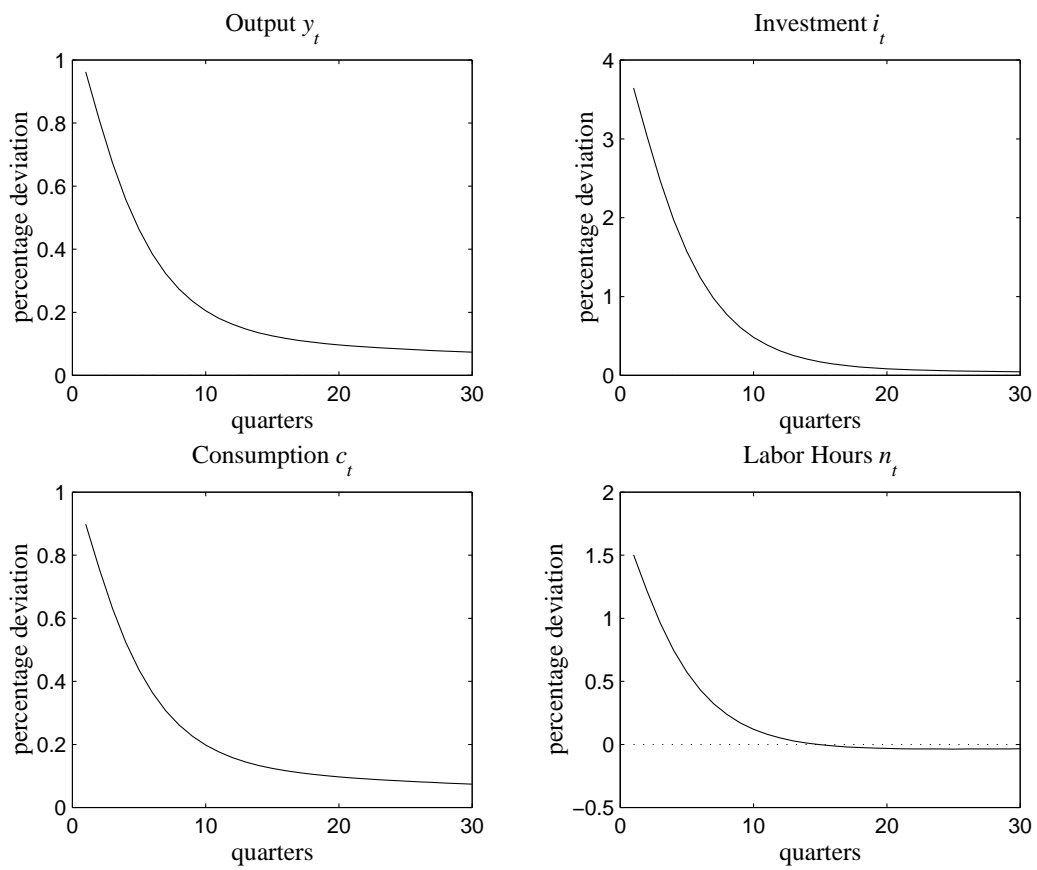 Output y_t
percentage deviation
1
0.8
0.6
0.4
0.2
0
0 10 20 30
quarters
Investment i_t
percentage deviation
4
3
2
1
0
0 10 20 30
quarters
Consumption c_t
percentage deviation
1
0.8
0.6
0.4
0.2
0
0 10 20 30
quarters
Labor Hours n_t
percentage deviation
2
1.5
1
0.5
0
−0.5
0 10 20 30
quarters